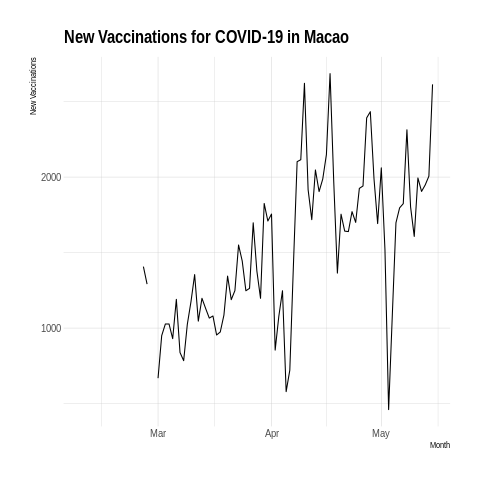 New Vaccinations for COVID-19 in Macao
New Vaccinations
2000
1000
Mar Apr May
Month